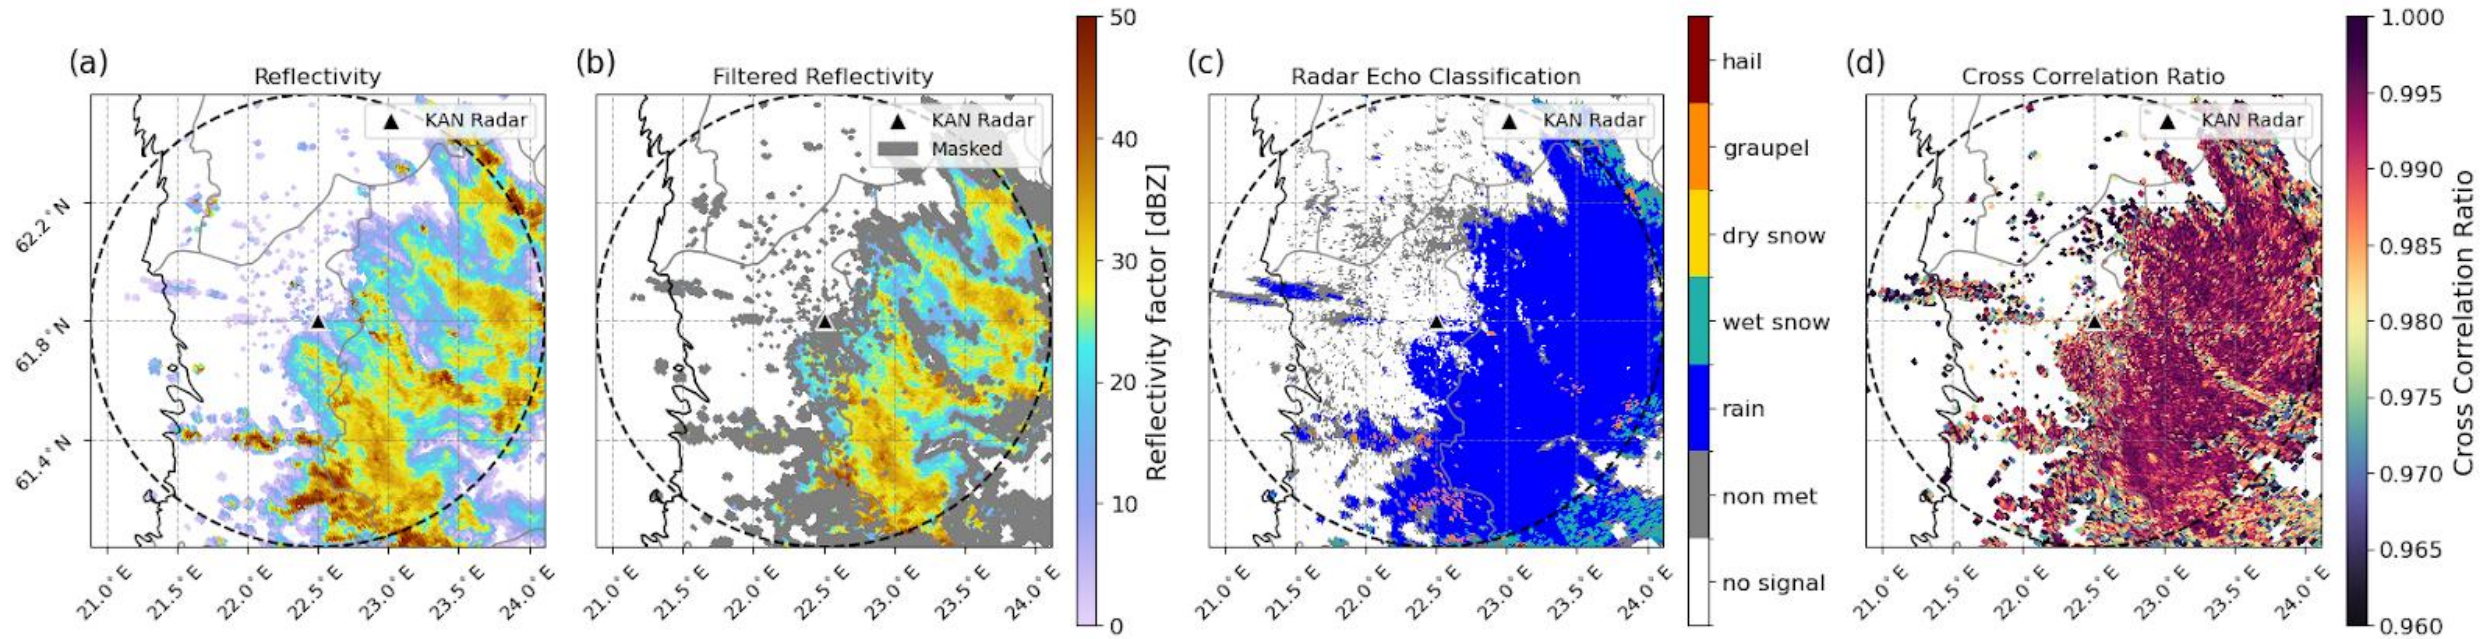 (a)
Reflectivity
KAN Radar
62.2°N
61.8°N
61.4°N
21.0°E
21.5°E
22.0°E
22.5°E
23.0°E
23.5°E
24.0°E
(b)
Filtered Reflectivity
KAN Radar
Masked
21.0°E
21.5°E
22.0°E
22.5°E
23.0°E
23.5°E
24.0°E
50
40
30
20
10
0
Reflectivity factor [dBZ]
(c)
Radar Echo Classification
KAN Radar
21.0°E
21.5°E
22.0°E
22.5°E
23.0°E
23.5°E
24.0°E
hail
graupel
dry snow
wet snow
rain
non met
no signal
(d)
Cross Correlation Ratio
KAN Radar
21.0°E
21.5°E
22.0°E
22.5°E
23.0°E
23.5°E
24.0°E
1.000
0.995
0.990
0.985
0.980
0.975
0.970
0.965
0.960
Cross Correlation Ratio